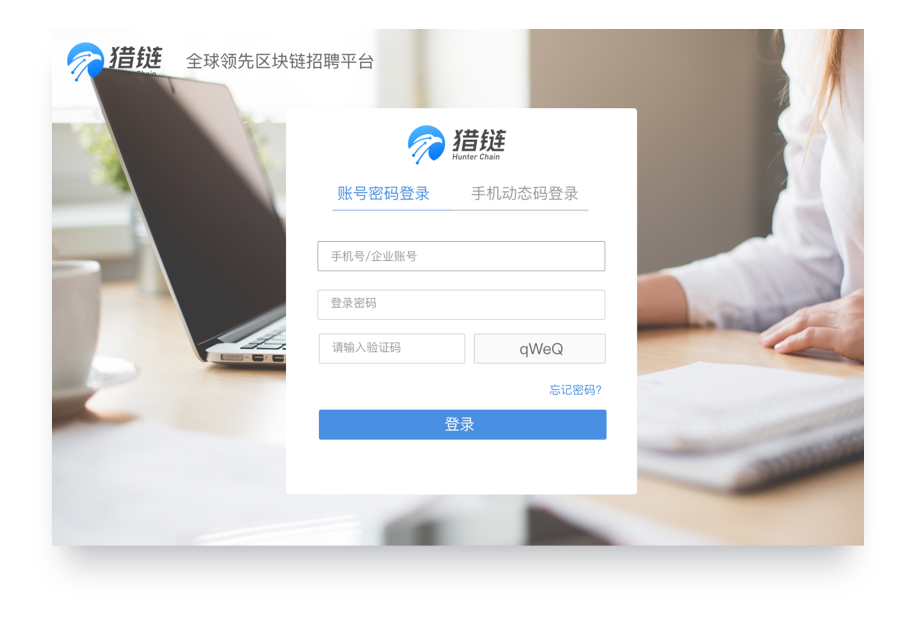 猎链
Chain
全球领先区块链招聘平台
猎链
Hunter Chain
账号密码登录
手机动态码登录
手机号/企业账号
登录密码
请输入验证码
qWeQ
忘记密码?
登录